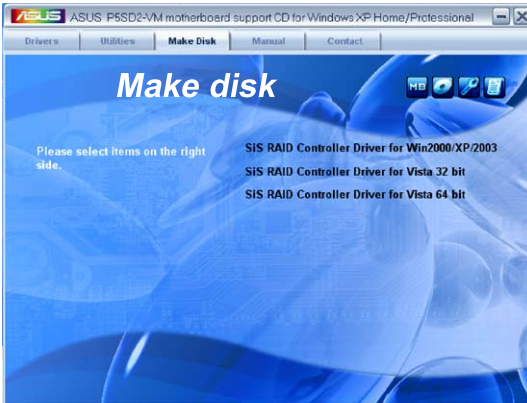 ASUS ASUS P5SD2-VM motherboard support CD for Windows XP Home/Professional
Drivers Utilities Make Disk Manual Contact
Make disk
MB
Please select items on the right side.
SiS RAID Controller Driver for Win2000/XP/2003
SiS RAID Controller Driver for Vista 32 bit
SiS RAID Controller Driver for Vista 64 bit